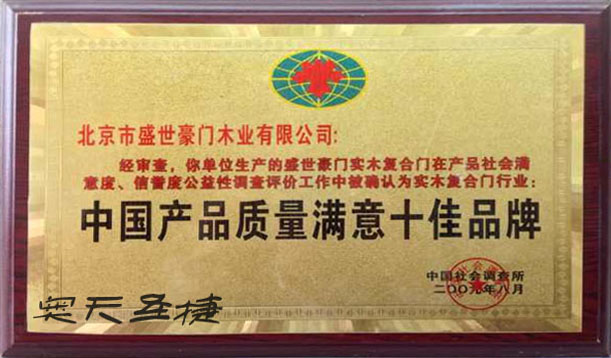 北京市盛世豪门木业有限公司:
经审查，你单位生产的盛世豪门实木复合门在产品社会满
意度、信誉度公益性调查评价工作中被确认为实木复合门行业:
中国产品质量满意十佳品牌
中国社会调查所
二〇〇九年八月
奥天圣捷